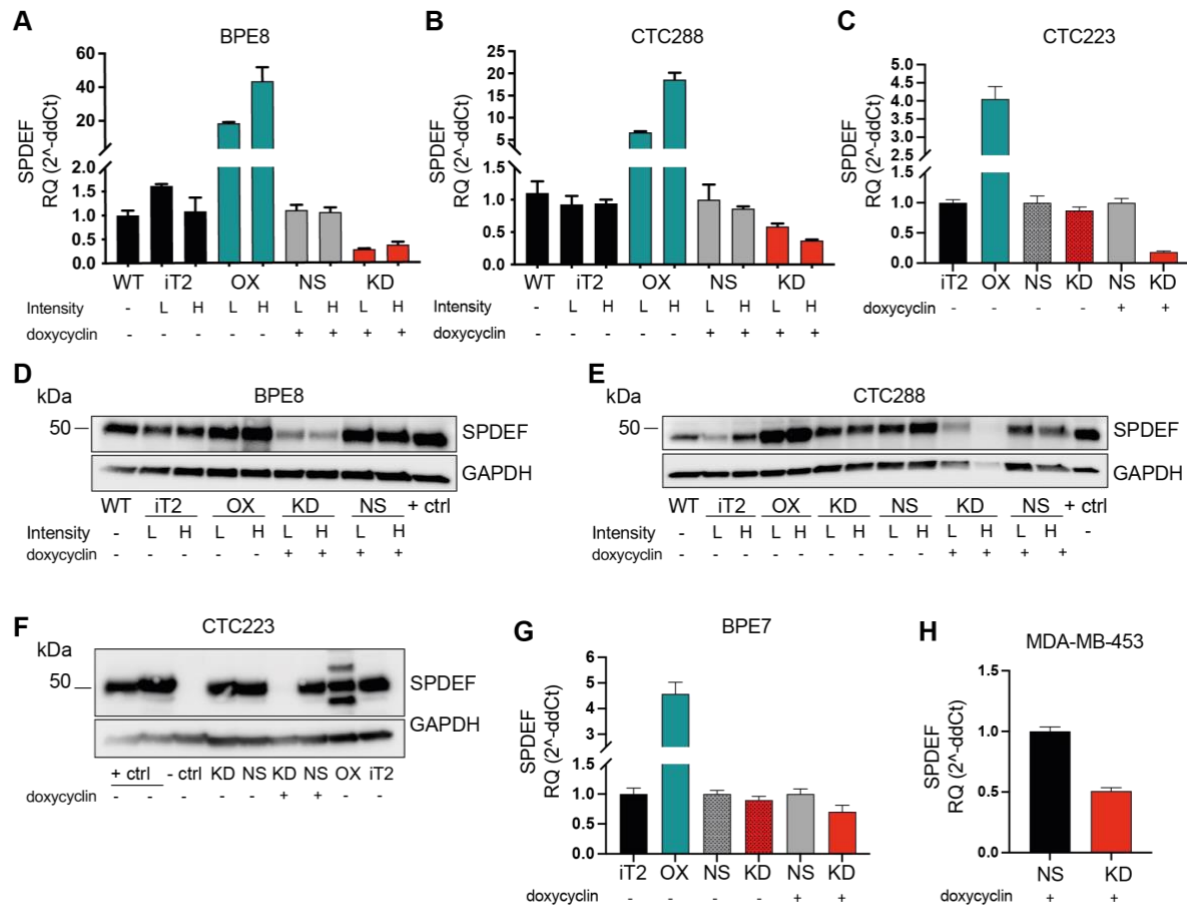 A
BPE8
SPDEF
RQ (2^-ddCt)
60
40
20
2.0
1.5
1.0
0.5
0.0
WT iT2 OX NS KD
Intensity - L H L H L H L H
doxycyclin - - - - - + + + +
B
CTC288
SPDEF
RQ (2^-ddCt)
25
20
15
10
5
2.0
1.5
1.0
0.5
0.0
WT iT2 OX NS KD
Intensity - L H L H L H L H
doxycyclin - - - - - + + + +
C
CTC223
SPDEF
RQ (2^-ddCt)
5.0
4.5
4.0
3.5
3.0
2.5
1.5
1.0
0.5
0.0
iT2 OX NS KD NS KD
doxycyclin - - - - + +
D
BPE8
kDa
50
SPDEF
GAPDH
WT iT2 OX KD NS + ctrl
Intensity - L H L H L H L H
doxycyclin - - - - - + + + +
E
CTC288
kDa
50
SPDEF
GAPDH
WT iT2 OX KD NS KD NS + ctrl
Intensity - L H L H L H L H L H L H -
doxycyclin - - - - - - - - - + + + + -
F
CTC223
kDa
50
SPDEF
GAPDH
+ ctrl - ctrl KD NS KD NS OX iT2
doxycyclin - - - - - + + - -
G
BPE7
SPDEF
RQ (2^-ddCt)
6
5
4
3
2
1.5
1.0
0.5
0.0
iT2 OX NS KD NS KD
doxycyclin - - - - + +
H
MDA-MB-453
SPDEF
RQ (2^-ddCt)
1.5
1.0
0.5
0.0
NS KD
doxycyclin + +